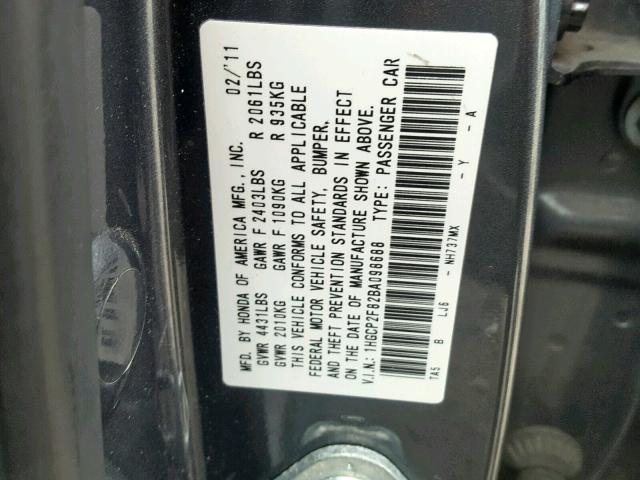 MFD. BY HONDA OF AMERICA MFG., INC. 02/'11
GVWR 4431LBS GAWR F 2403LBS R 2061LBS
GVWR 2010KG GAWR F 1090KG R 935KG
THIS VEHICLE CONFORMS TO ALL APPLICABLE
FEDERAL MOTOR VEHICLE SAFETY, BUMPER,
AND THEFT PREVENTION STANDARDS IN EFFECT
ON THE DATE OF MANUFACTURE SHOWN ABOVE.
V.I.N.: 1HGCP2F82BA098688 TYPE: PASSENGER CAR
TA5 B LJ6 - NH737MX - Y - A